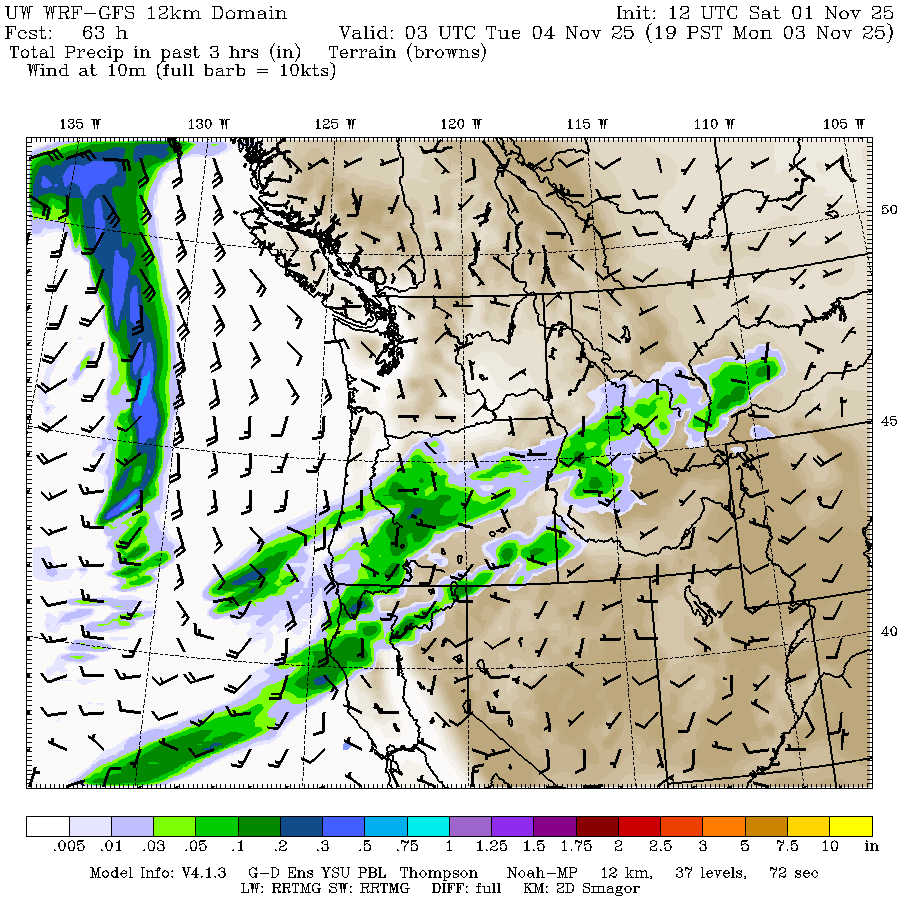 UW WRF-GFS 12km Domain Init: 12 UTC Sat 01 Nov 25
Fcst: 63 h Valid: 03 UTC Tue 04 Nov 25 (19 PST Mon 03 Nov 25)
Total Precip in past 3 hrs (in) Terrain (browns)
Wind at 10m (full barb = 10kts)
135 W 130 W 125 W 120 W 115 W 110 W 105 W
50
45
40
.005 .01 .03 .05 .1 .2 .3 .5 .75 1 1.25 1.5 1.75 2 2.5 3 5 7.5 10 in
Model Info: V4.1.3 G-D Ens YSU PBL Thompson Noah-MP 12 km, 37 levels, 72 sec
LW: RRTMG SW: RRTMG DIFF: full KM: 2D Smagor